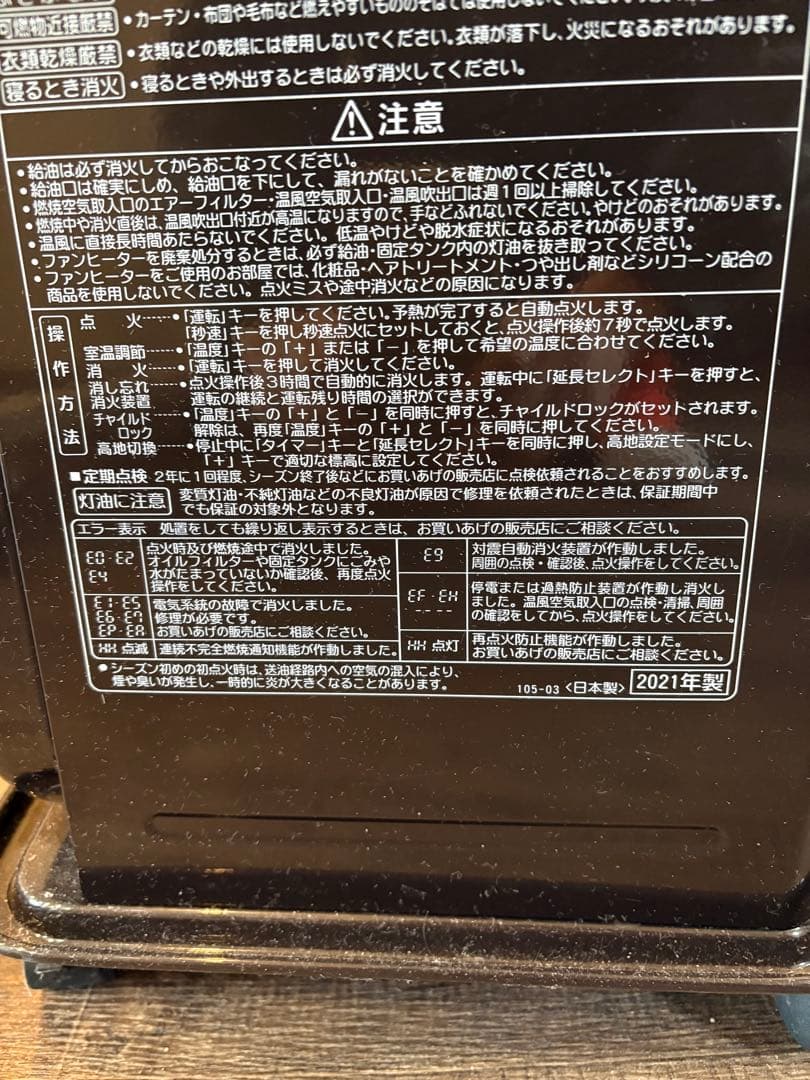 可燃物近接厳禁 •カーテン・布団や毛布など燃えやすいもののそばでは使用しないでください。
衣類乾燥厳禁 •衣類などの乾燥には使用しないでください。衣類が落下し、火災になるおそれがあります。
寝るとき消火 •寝るときや外出するときは必ず消火してください。
⚠注意
•給油は必ず消火してからおこなってください。
•給油口は確実にしめ、給油口を下にして、漏れがないことを確かめてください。
•燃焼空気取入口のエアーフィルター・温風空気取入口・温風吹出口は週1回以上掃除してください。
•燃焼中や消火直後は、温風吹出口付近が高温になりますので、手などふれないでください。やけどのおそれがあります。
•温風に直接長時間あたらないでください。低温やけどや脱水症状になるおそれがあります。
•ファンヒーターを廃棄処分するときは、必ず給油・固定タンク内の灯油を抜き取ってください。
•ファンヒーターをご使用のお部屋では、化粧品・ヘアトリートメント・つや出し剤などシリコーン配合の
商品を使用しないでください。点火ミスや途中消火などの原因になります。
操作方法
点火……•「運転」キーを押してください。予熱が完了すると自動点火します。
「秒速」キーを押し秒速点火にセットしておくと、点火操作後約7秒で点火します。
室温調節……•「温度」キーの「+」または「−」を押して希望の温度に合わせてください。
消火……•「運転」キーを押して消火してください。
消し忘れ……•点火操作後3時間で自動的に消火します。運転中に「延長セレクト」キーを押すと、
消火装置 運転の継続と運転残り時間の選択ができます。
チャイルド……•「温度」キーの「+」と「−」を同時に押すと、チャイルドロックがセットされます。
ロック 解除は、再度「温度」キーの「+」と「−」を同時に押してください。
高地切換……•停止中に「タイマー」キーと「延長セレクト」キーを同時に押し、高地設定モードにし、
「+」キーで適切な標高に設定してください。
■定期点検 2年に1回程度、シーズン終了後などにお買いあげの販売店に点検依頼されることをおすすめします。
灯油に注意 変質灯油・不純灯油などの不良灯油が原因で修理を依頼されたときは、保証期間中
でも保証の対象外となります。
エラー表示 処置をしても繰り返し表示するときは、お買いあげの販売店にご相談ください。
E0・E2
E4
点火時及び燃焼途中で消火しました。
オイルフィルターや固定タンクにごみや
水がたまっていないか確認後、再度点火
操作をしてください。
E1・E5
E6・E7
EP・EA
電気系統の故障で消火しました。
修理が必要です。
お買いあげの販売店にご相談ください。
HH 点滅 連続不完全燃焼通知機能が作動しました。
E9
対震自動消火装置が作動しました。
周囲の点検・確認後、点火操作をしてください。
EF・EH
----
停電または過熱防止装置が作動し消火し
ました。温風空気取入口の点検・清掃、周囲
の確認をしてから、点火操作をしてください。
HH 点灯
再点火防止機能が作動しました。
お買いあげの販売店にご相談ください。
●シーズン初めの初点火時は、送油経路内への空気の混入により、
煙や臭いが発生し、一時的に炎が大きくなることがあります。
105-03 <日本製> 2021年製